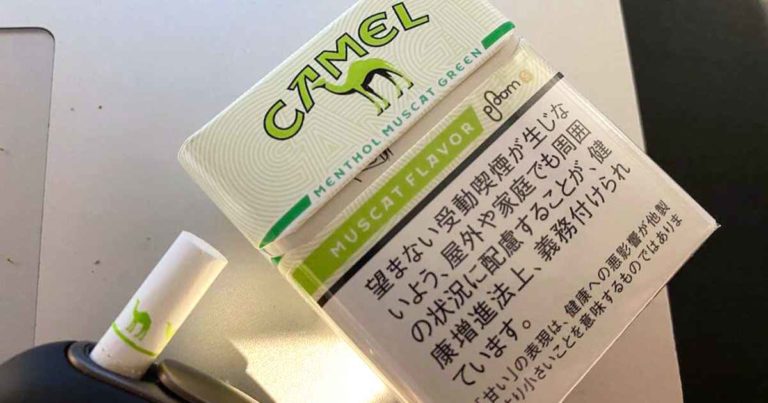 CAMEL
MENTHOL MUSCAT GREEN
MUSCAT FLAVOR
ploom
望まない受動喫煙が生じな
いよう、屋外や家庭でも周囲
の状況に配慮することが、健
康増進法上、義務付けられ
ています。
「甘い」の表現は、健康への悪影響が他製
り小さいことを意味するものではありま